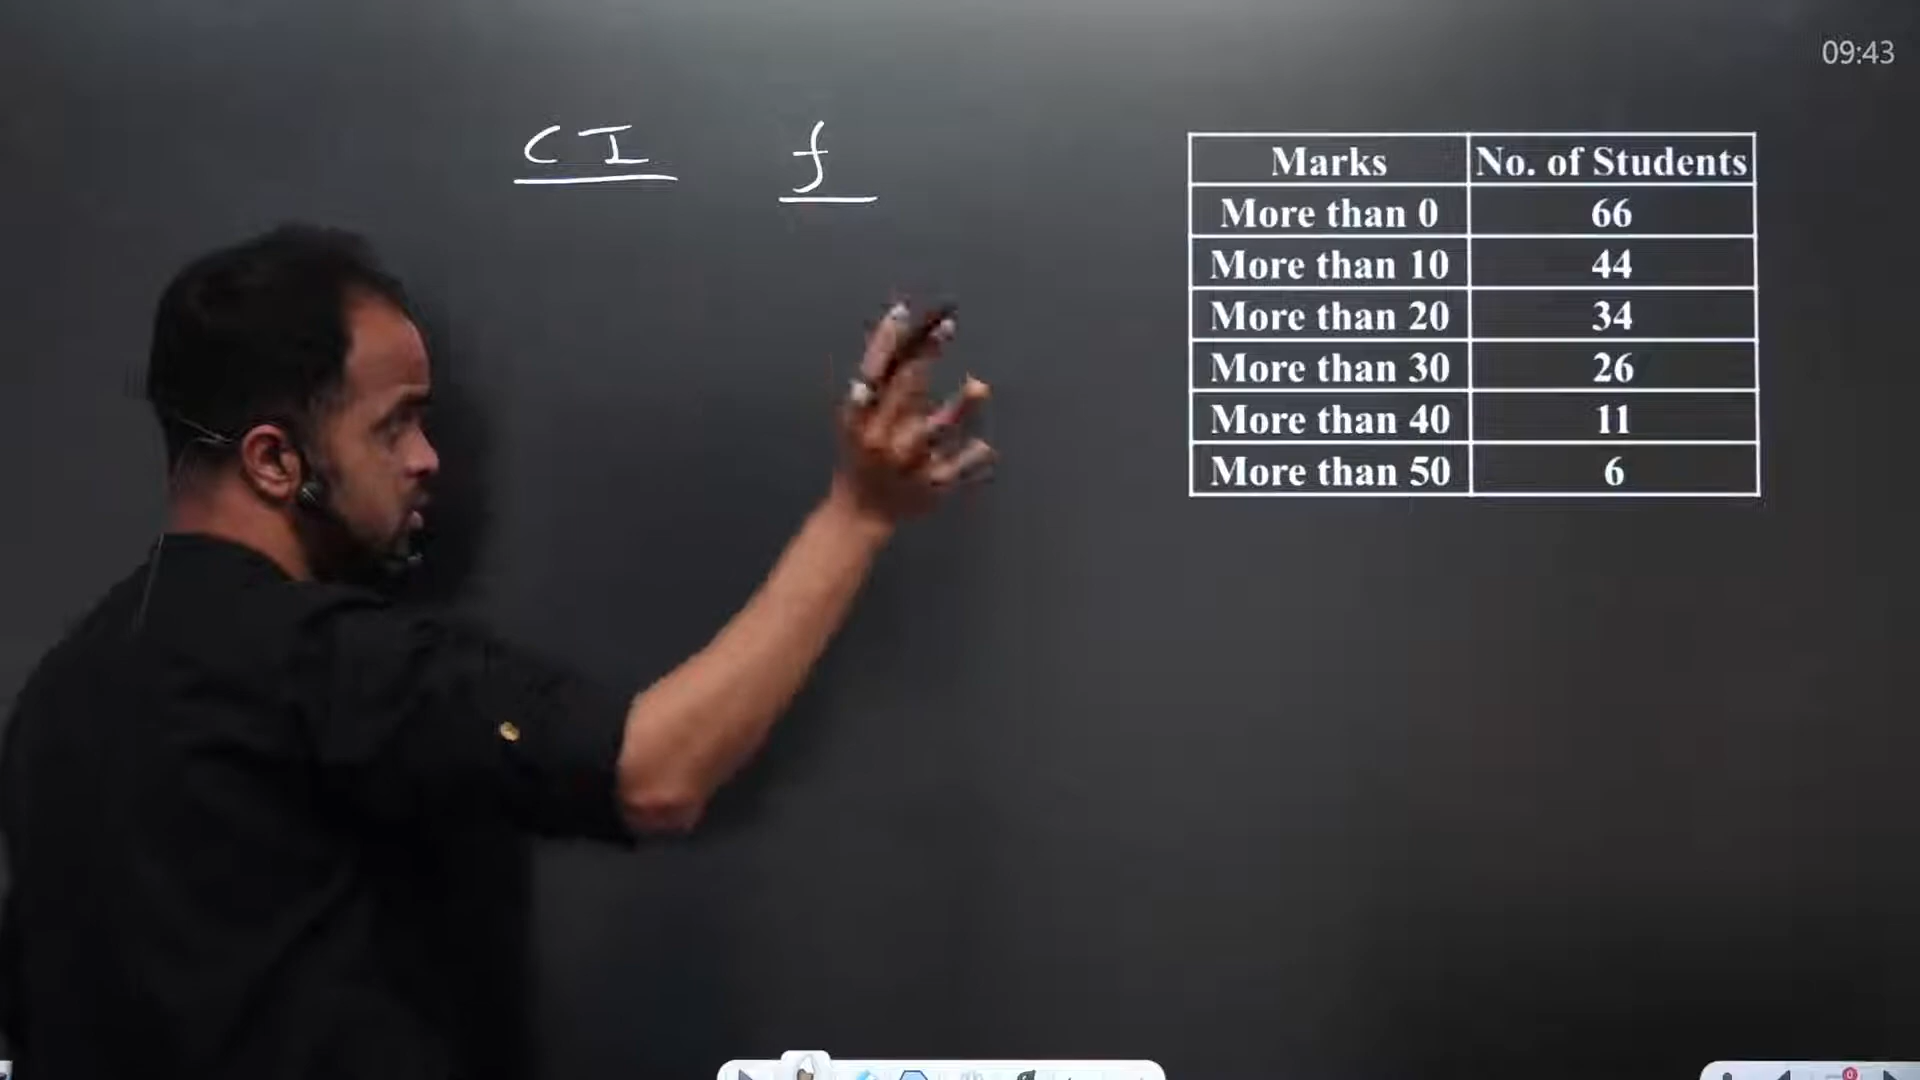 09:43
CI f
Marks No. of Students
More than 0 66
More than 10 44
More than 20 34
More than 30 26
More than 40 11
More than 50 6
0